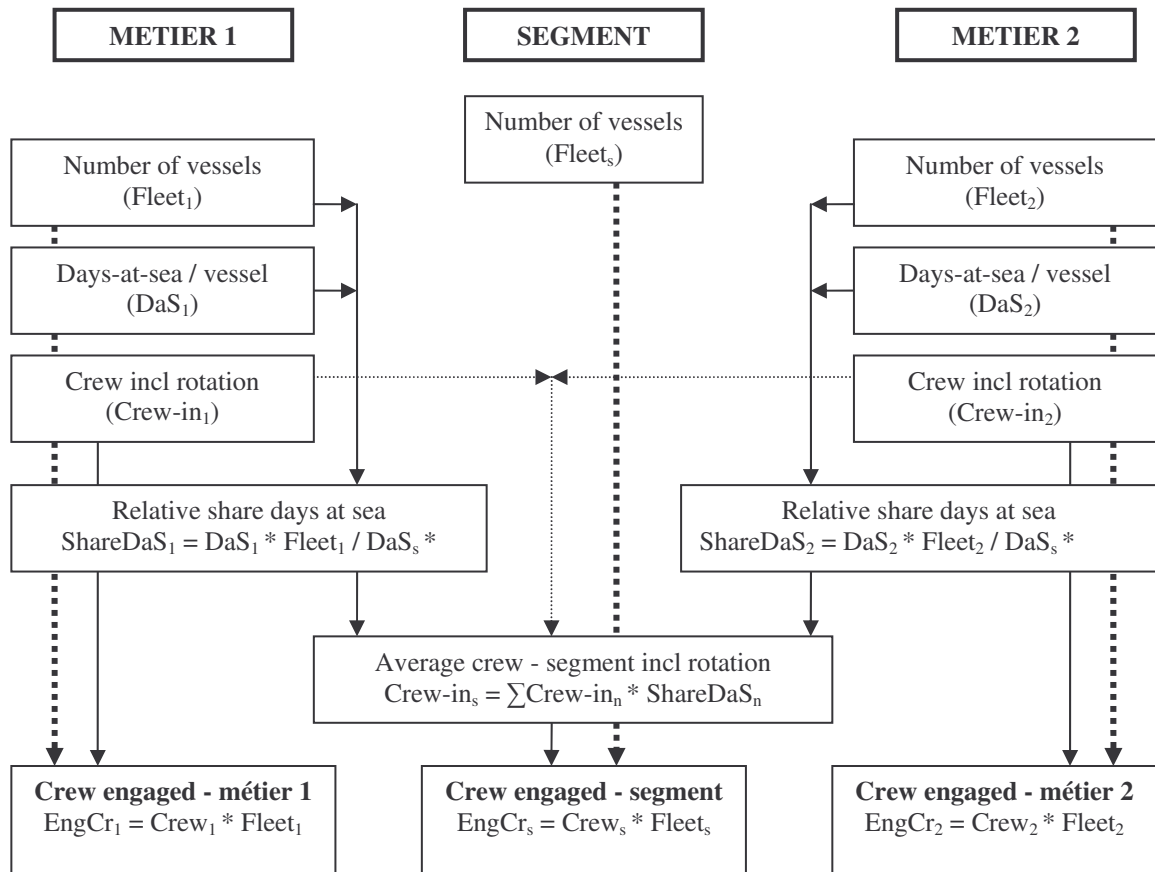 METIER 1
SEGMENT
METIER 2
Number of vessels
(Fleetₛ)
Number of vessels
(Fleet₁)
Number of vessels
(Fleet₂)
Days-at-sea / vessel
(DaS₁)
Days-at-sea / vessel
(DaS₂)
Crew incl rotation
(Crew-in₁)
Crew incl rotation
(Crew-in₂)
Relative share days at sea
ShareDaS₁ = DaS₁ * Fleet₁ / DaSₛ *
Relative share days at sea
ShareDaS₂ = DaS₂ * Fleet₂ / DaSₛ *
Average crew - segment incl rotation
Crew-inₛ = ∑Crew-inₙ * ShareDaSₙ
Crew engaged - métier 1
EngCr₁ = Crew₁ * Fleet₁
Crew engaged - segment
EngCrₛ = Crewₛ * Fleetₛ
Crew engaged - métier 2
EngCr₂ = Crew₂ * Fleet₂